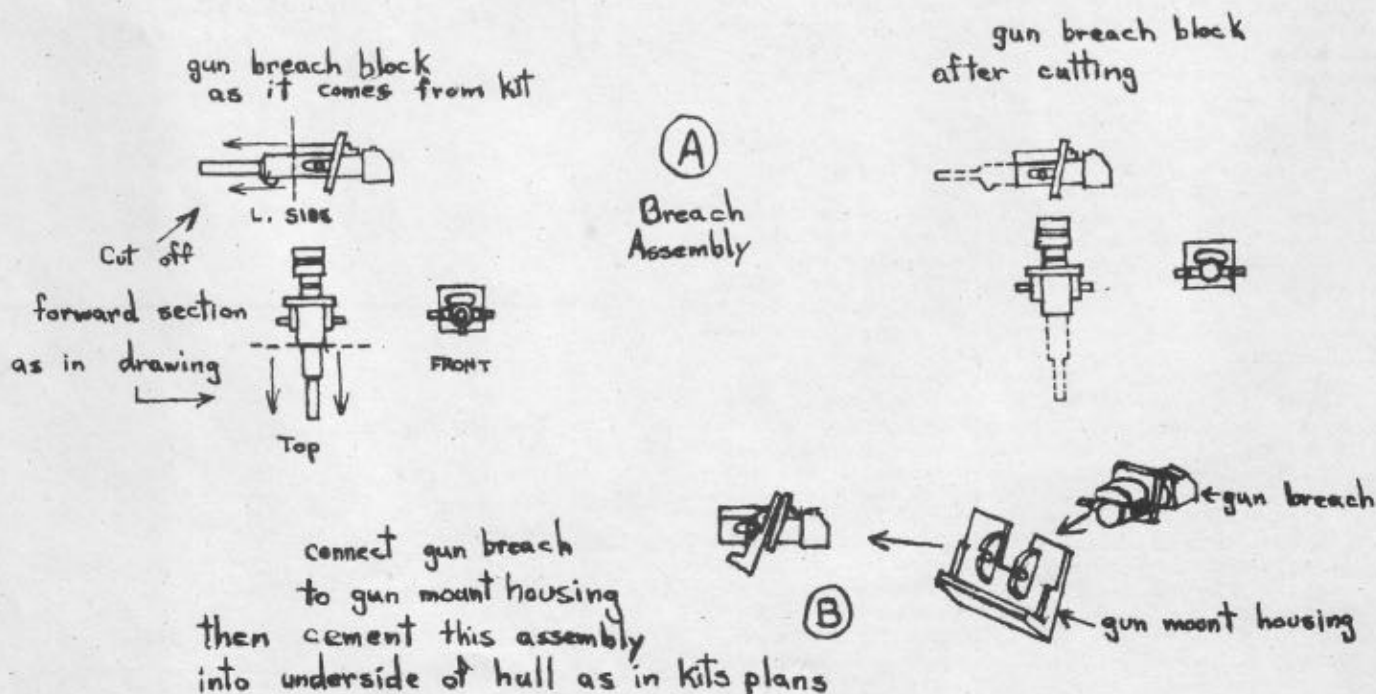 gun breach block
as it comes from kit
L. SIDE
Cut off
forward section
as in drawing
FRONT
Top
A
Breach
Assembly
gun breach block
after cutting
connect gun breach
to gun mount housing
then cement this assembly
into underside of hull as in kits plans
B
gun breach
gun mount housing